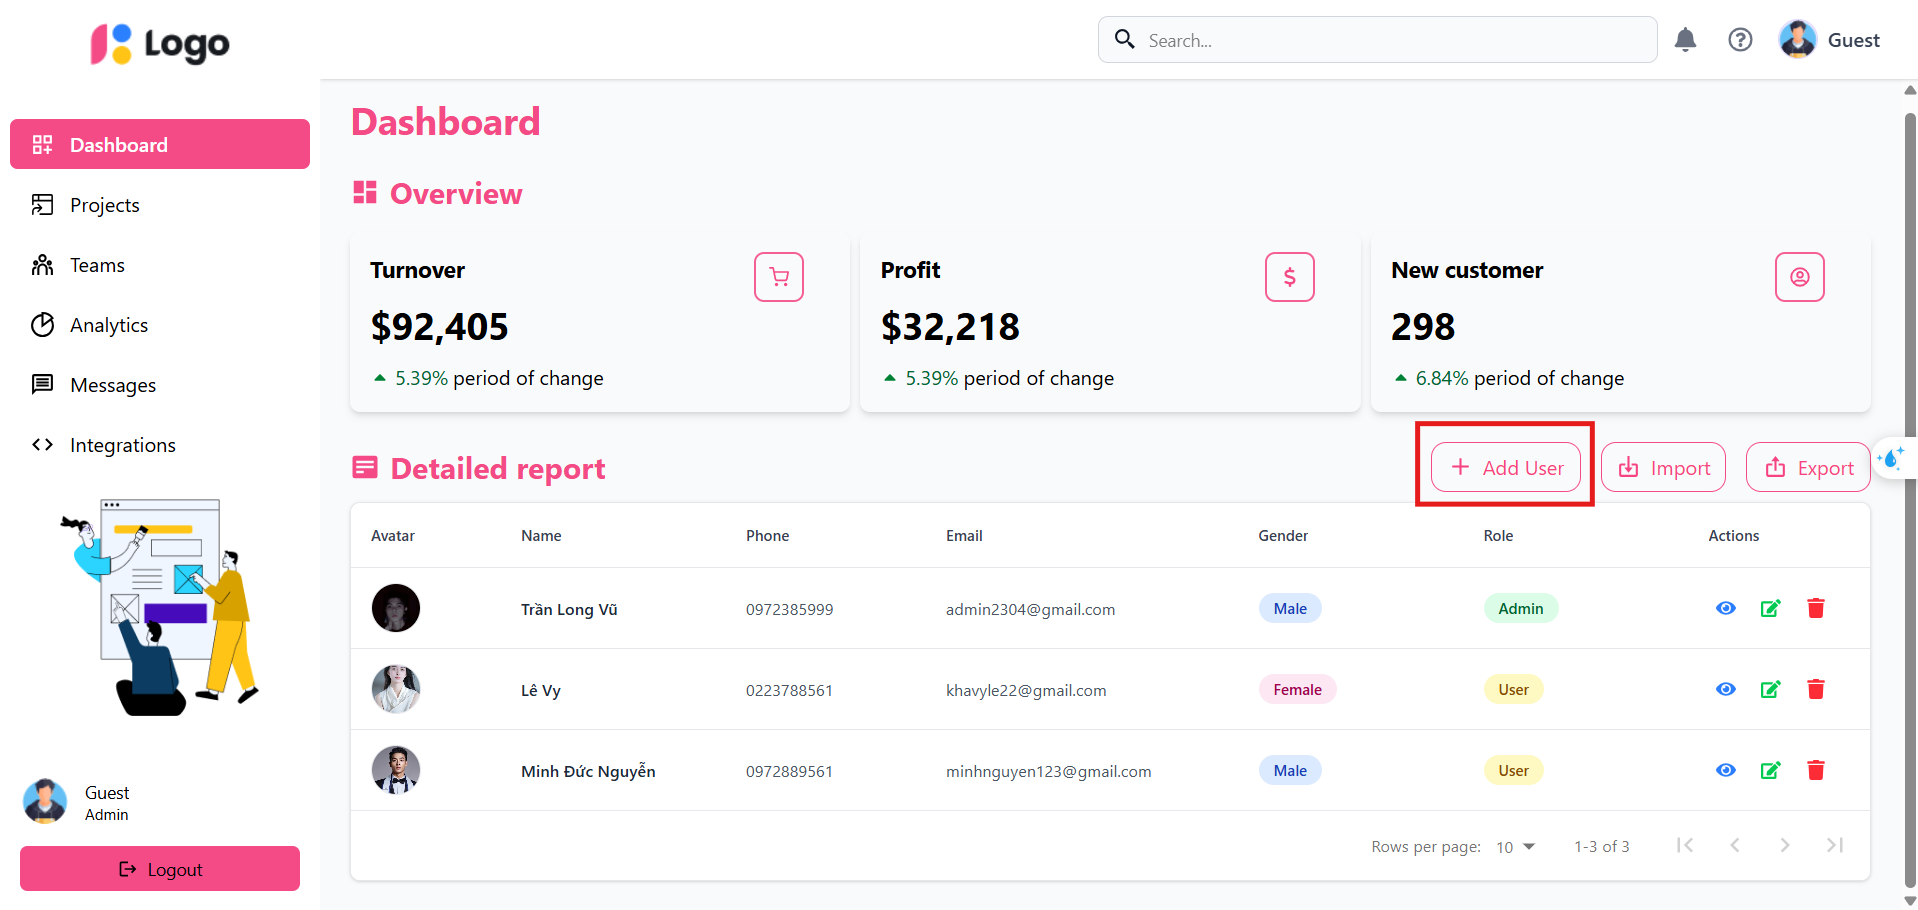 Logo
Search...
Guest
Dashboard
Projects
Teams
Analytics
Messages
Integrations
Guest
Admin
Logout
Dashboard
Overview
Turnover
$92,405
5.39% period of change
Profit
$ $32,218
5.39% period of change
New customer
298
6.84% period of change
Detailed report
Add User
Import
Export
Avatar Name Phone Email Gender Role Actions
Trần Long Vũ 0972385999 admin2304@gmail.com Male Admin
Lê Vy 0223788561 khavyle22@gmail.com Female User
Minh Đức Nguyễn 0972889561 minhnguyen123@gmail.com Male User
Rows per page: 10 1-3 of 3